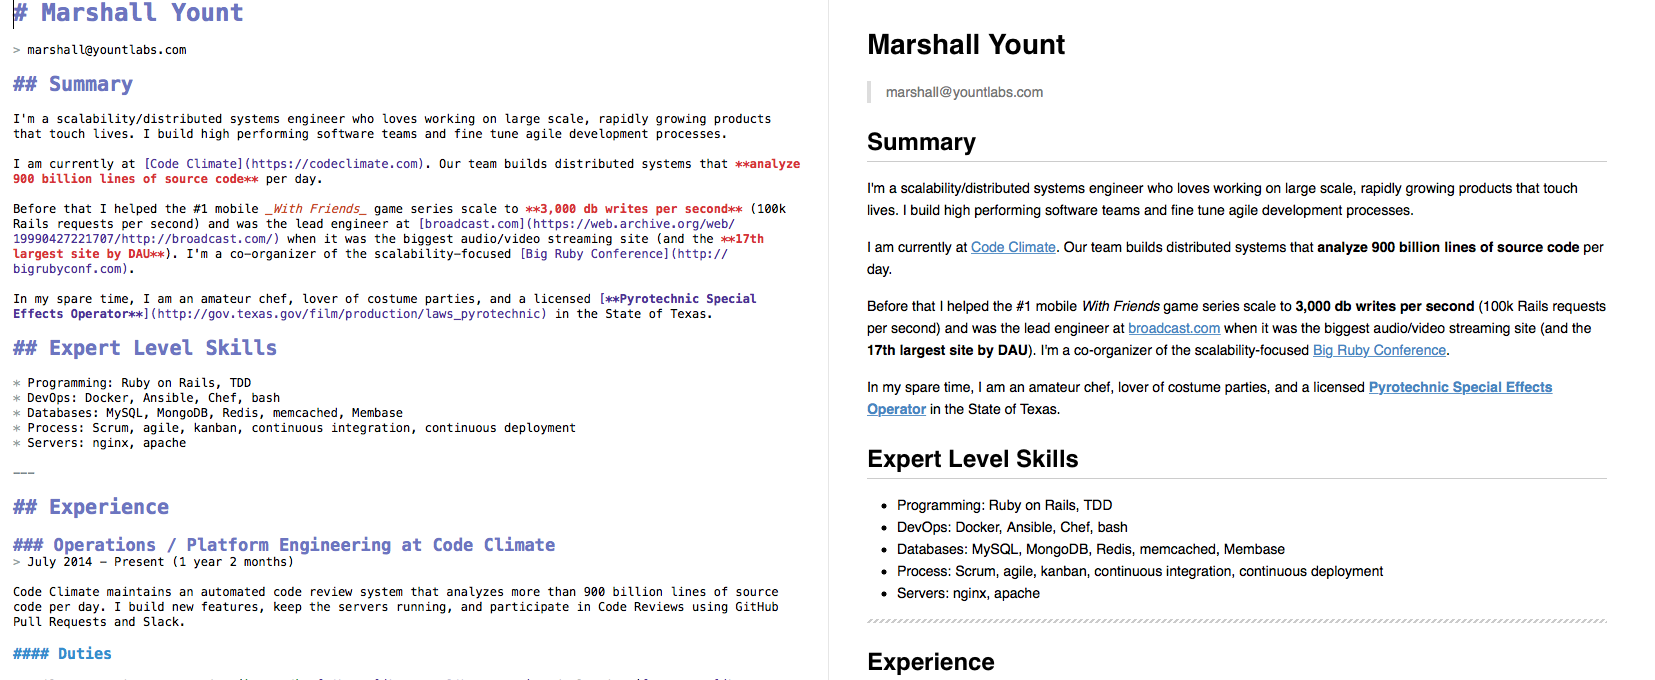 # Marshall Yount
> marshall@yountlabs.com
## Summary
I'm a scalability/distributed systems engineer who loves working on large scale, rapidly growing products
that touch lives. I build high performing software teams and fine tune agile development processes.
I am currently at [Code Climate](https://codeclimate.com). Our team builds distributed systems that **analyze
900 billion lines of source code** per day.
Before that I helped the #1 mobile _With Friends_ game series scale to **3,000 db writes per second** (100k
Rails requests per second) and was the lead engineer at [broadcast.com](https://web.archive.org/web/
19990427221707/http://broadcast.com/) when it was the biggest audio/video streaming site (and the **17th
largest site by DAU**). I'm a co-organizer of the scalability-focused [Big Ruby Conference](http://
bigrubyconf.com).
In my spare time, I am an amateur chef, lover of costume parties, and a licensed [**Pyrotechnic Special
Effects Operator**](http://gov.texas.gov/film/production/laws_pyrotechnic) in the State of Texas.
## Expert Level Skills
* Programming: Ruby on Rails, TDD
* DevOps: Docker, Ansible, Chef, bash
* Databases: MySQL, MongoDB, Redis, memcached, Membase
* Process: Scrum, agile, kanban, continuous integration, continuous deployment
* Servers: nginx, apache
---
## Experience
### Operations / Platform Engineering at Code Climate
> July 2014 – Present (1 year 2 months)
Code Climate maintains an automated code review system that analyzes more than 900 billion lines of source
code per day. I build new features, keep the servers running, and participate in Code Reviews using GitHub
Pull Requests and Slack.
#### Duties
Marshall Yount
marshall@yountlabs.com
Summary
I'm a scalability/distributed systems engineer who loves working on large scale, rapidly growing products that touch
lives. I build high performing software teams and fine tune agile development processes.
I am currently at Code Climate. Our team builds distributed systems that analyze 900 billion lines of source code per
day.
Before that I helped the #1 mobile With Friends game series scale to 3,000 db writes per second (100k Rails requests
per second) and was the lead engineer at broadcast.com when it was the biggest audio/video streaming site (and the
17th largest site by DAU). I'm a co-organizer of the scalability-focused Big Ruby Conference.
In my spare time, I am an amateur chef, lover of costume parties, and a licensed Pyrotechnic Special Effects
Operator in the State of Texas.
Expert Level Skills
• Programming: Ruby on Rails, TDD
• DevOps: Docker, Ansible, Chef, bash
• Databases: MySQL, MongoDB, Redis, memcached, Membase
• Process: Scrum, agile, kanban, continuous integration, continuous deployment
• Servers: nginx, apache
Experience